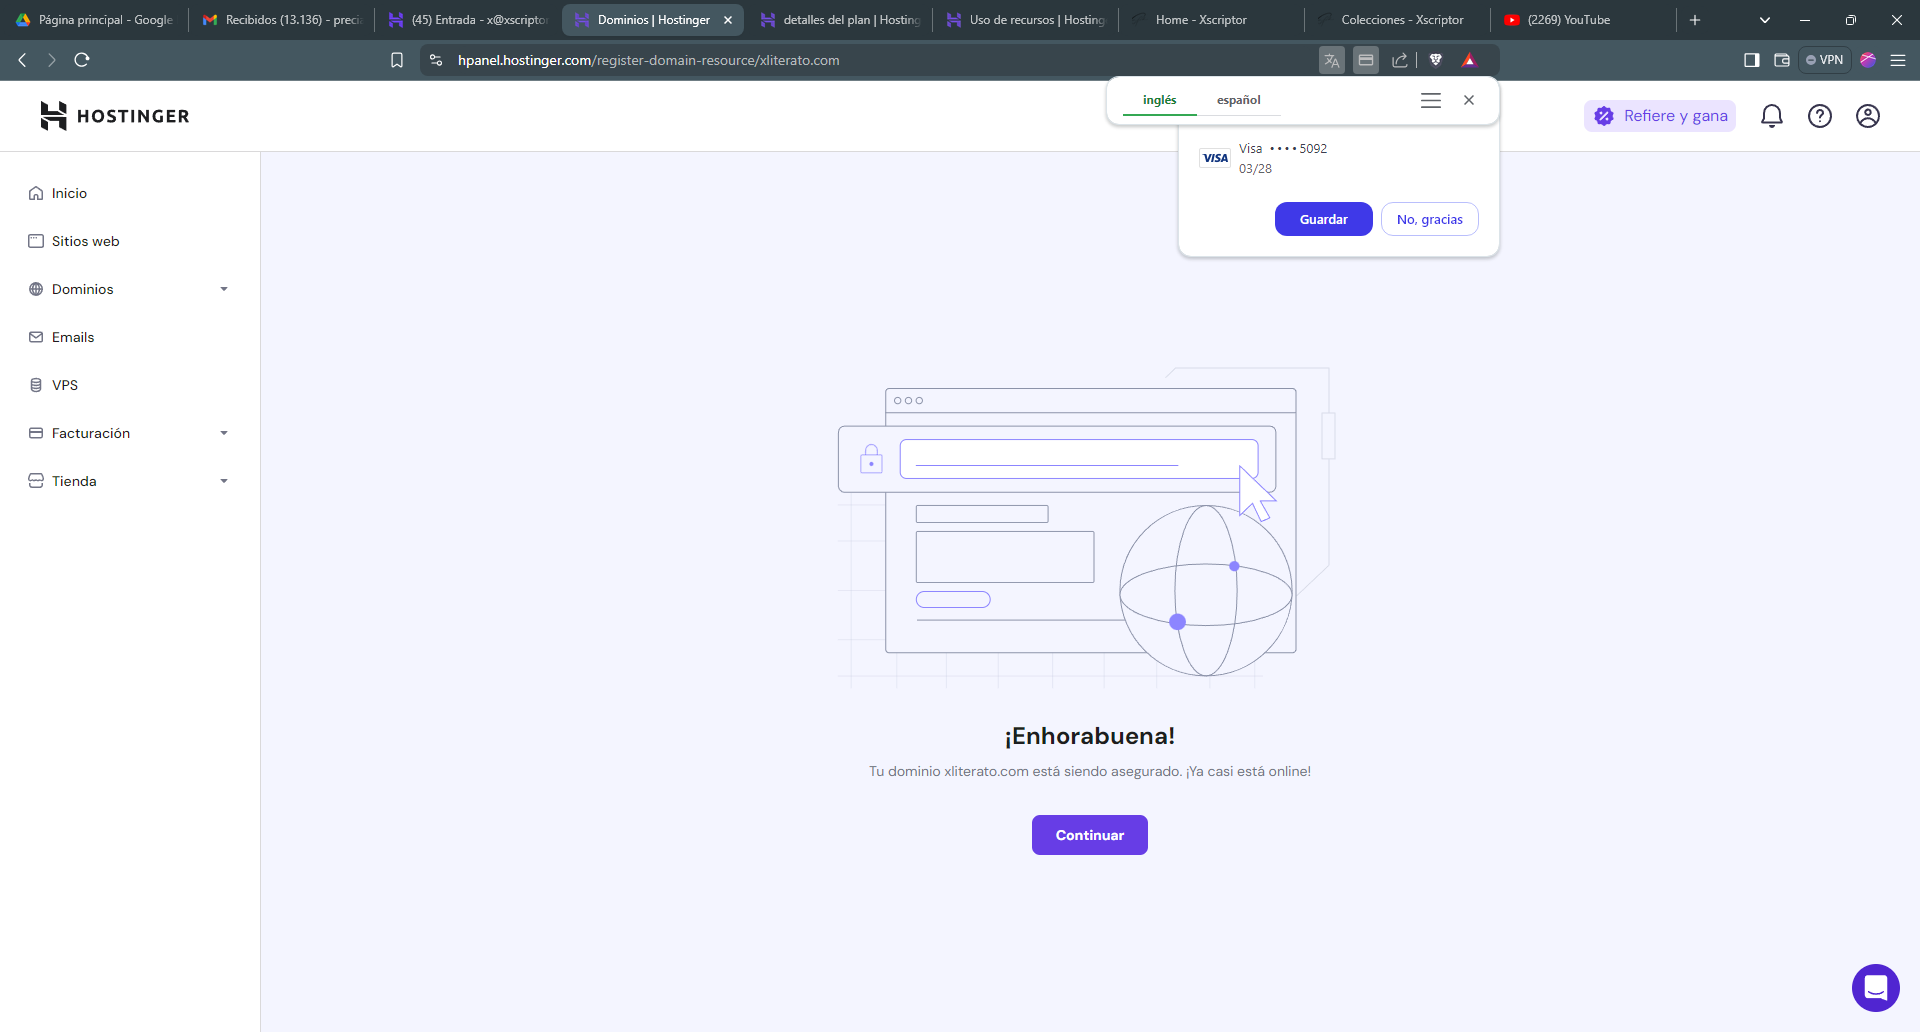 Página principal - Google
Recibidos (13.136) - preci
(45) Entrada - x@xscriptor
Dominios | Hostinger
detalles del plan | Hosting
Uso de recursos | Hosting
Home - Xscriptor
Colecciones - Xscriptor
(2269) YouTube
hpanel.hostinger.com/register-domain-resource/xliterato.com
VPN
HOSTINGER
inglés
español
Refiere y gana
VISA
Visa •••• 5092
03/28
Guardar
No, gracias
Inicio
Sitios web
Dominios
Emails
VPS
Facturación
Tienda
¡Enhorabuena!
Tu dominio xliterato.com está siendo asegurado. ¡Ya casi está online!
Continuar